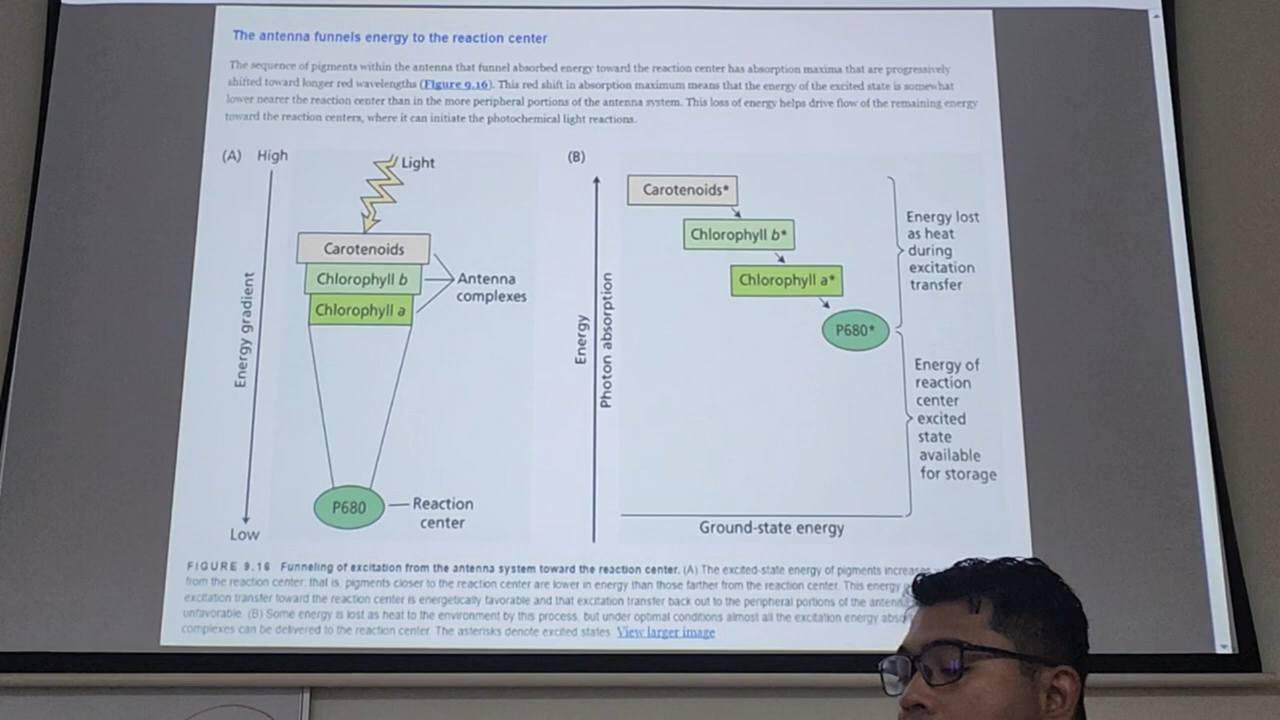 The antenna funnels energy to the reaction center
The sequence of pigments within the antenna that funnel absorbed energy toward the reaction center has absorption maxima that are progressively
shifted toward longer red wavelengths (Figure 9.16). This red shift in absorption maximum means that the energy of the excited state is somewhat
lower nearer the reaction center than in the more peripheral portions of the antenna system. This loss of energy helps drive flow of the remaining energy
toward the reaction centers, where it can initiate the photochemical light reactions.
(A) High
Light
Carotenoids
Chlorophyll b
Chlorophyll a
Antenna
complexes
Energy gradient
P680
Reaction
center
Low
(B)
Energy
Photon absorption
Carotenoids*
Chlorophyll b*
Chlorophyll a*
P680*
Energy lost
as heat
during
excitation
transfer
Energy of
reaction
center
excited
state
available
for storage
Ground-state energy
FIGURE 9.16 Funneling of excitation from the antenna system toward the reaction center. (A) The excited-state energy of pigments increases
from the reaction center; that is, pigments closer to the reaction center are lower in energy than those farther from the reaction center. This energy
excitation transfer toward the reaction center is energetically favorable and that excitation transfer back out to the peripheral portions of the antenna
unfavorable. (B) Some energy is lost as heat to the environment by this process, but under optimal conditions almost all the excitation energy
complexes can be delivered to the reaction center. The asterisks denote excited states. View larger image